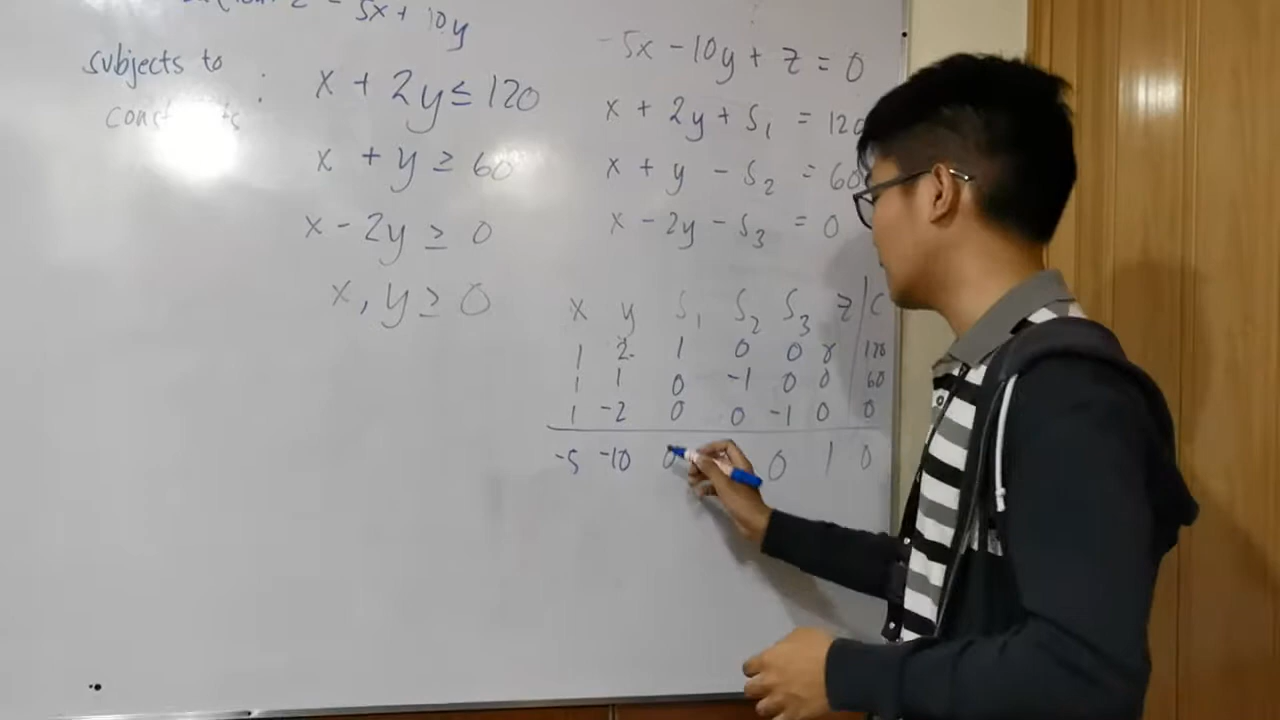 z = 5x + 10y
subjects to
:
x + 2y ≤ 120
x + y ≥ 60
x - 2y ≥ 0
x, y ≥ 0
-5x - 10y + z = 0
x + 2y + S1 = 120
x + y - S2 = 60
x - 2y - S3 = 0
x y S1 S2 S3 z | C
1 2 1 0 0 0 | 120
1 1 0 -1 0 0 | 60
1 -2 0 0 -1 0 0
-5 -10 0 0 1 0